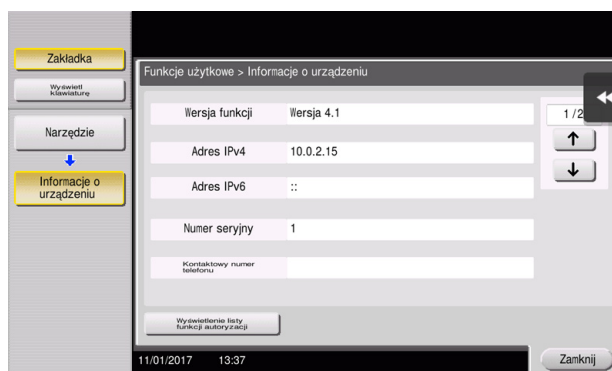 Zakładka
Wyświetl
klawiaturę
Narzędzie
Informacje o
urządzeniu
Funkcje użytkowe > Informacje o urządzeniu
Wersja funkcji Wersja 4.1
1/2
Adres IPv4 10.0.2.15
Adres IPv6 ::
Numer seryjny 1
Kontaktowy numer
telefonu
Wyświetlenie listy
funkcji autoryzacji
11/01/2017 13:37
Zamknij